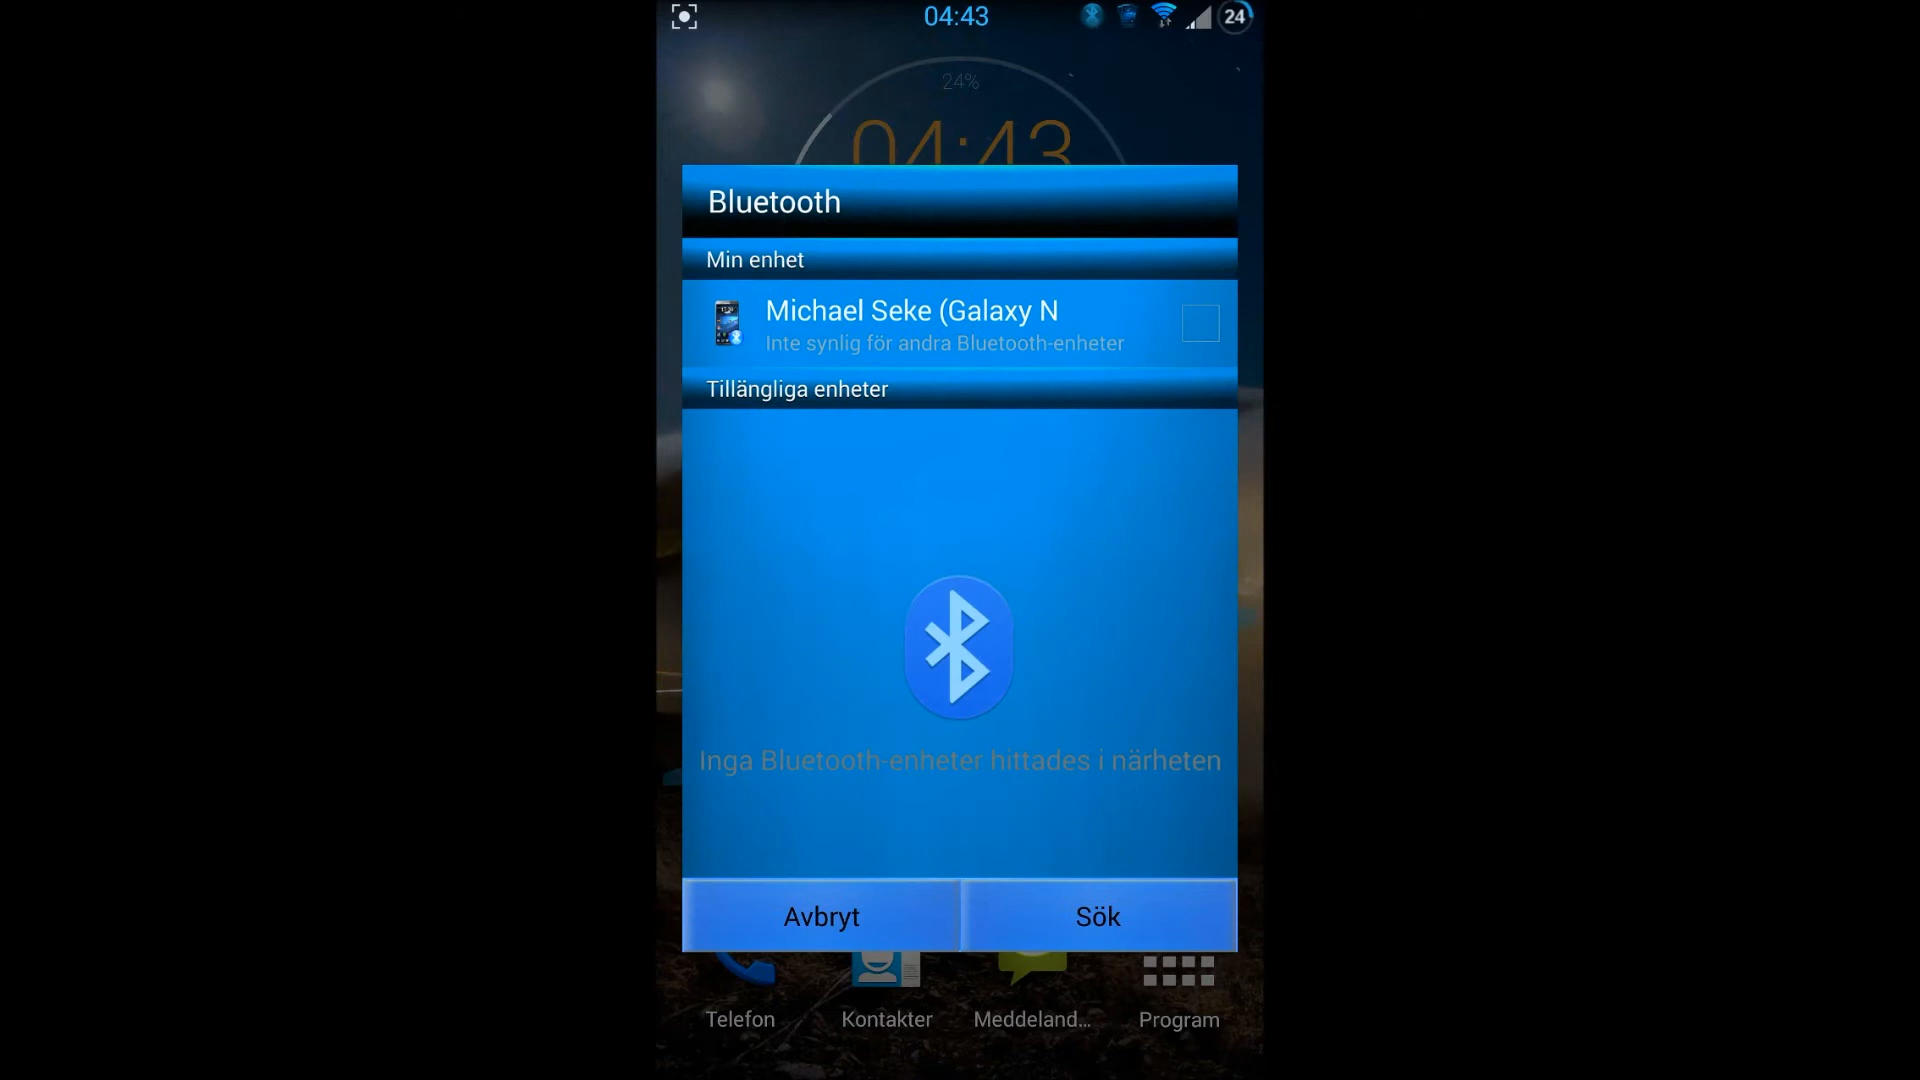 04:43
24
24%
04:43
Bluetooth
Min enhet
Michael Seke (Galaxy N
Inte synlig för andra Bluetooth-enheter
Tillängliga enheter
Inga Bluetooth-enheter hittades i närheten
Avbryt
Sök
Telefon
Kontakter
Meddeland...
Program